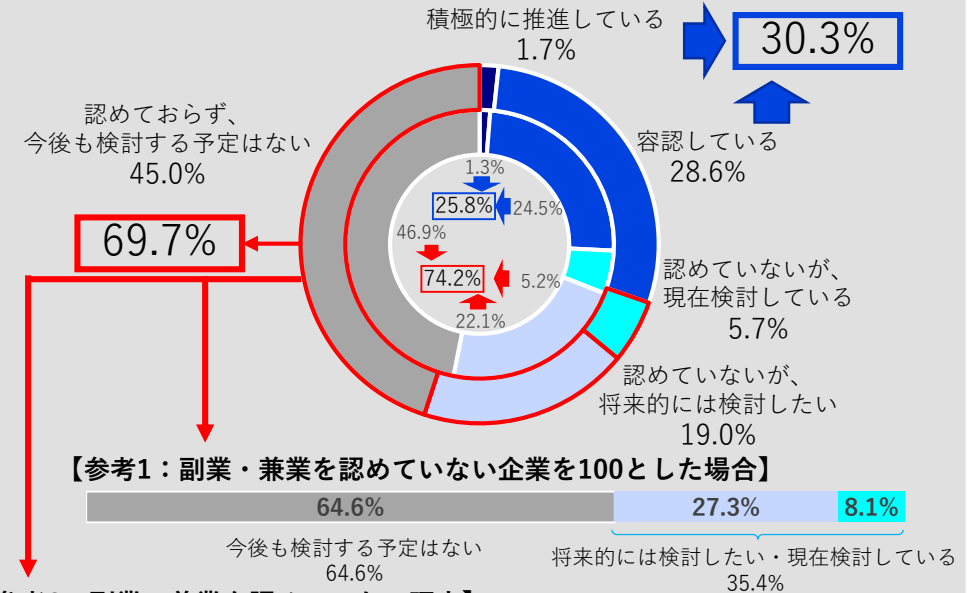 積極的に推進している
1.7%
30.3%
認めておらず、
今後も検討する予定はない
45.0%
容認している
28.6%
1.3%
25.8%
24.5%
69.7%
46.9%
74.2%
5.2%
22.1%
認めていないが、
現在検討している
5.7%
認めていないが、
将来的には検討したい
19.0%
【参考1：副業・兼業を認めていない企業を100とした場合】
64.6%
27.3%
8.1%
今後も検討する予定はない
64.6%
将来的には検討したい・現在検討している
35.4%